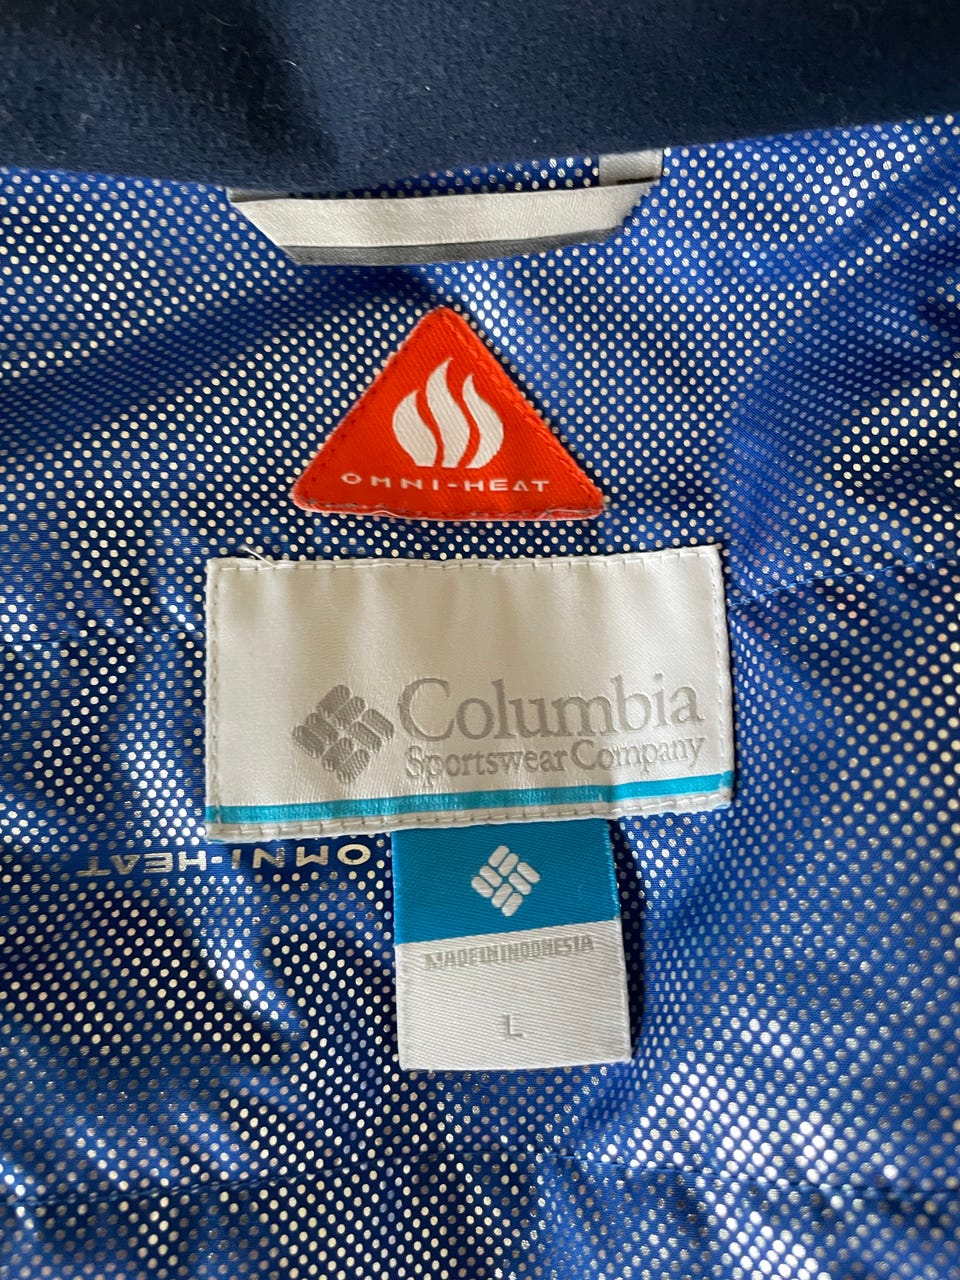 OMNI-HEAT
Columbia
Sportswear Company
OMNI-HEAT
MADE IN INDONESIA
L